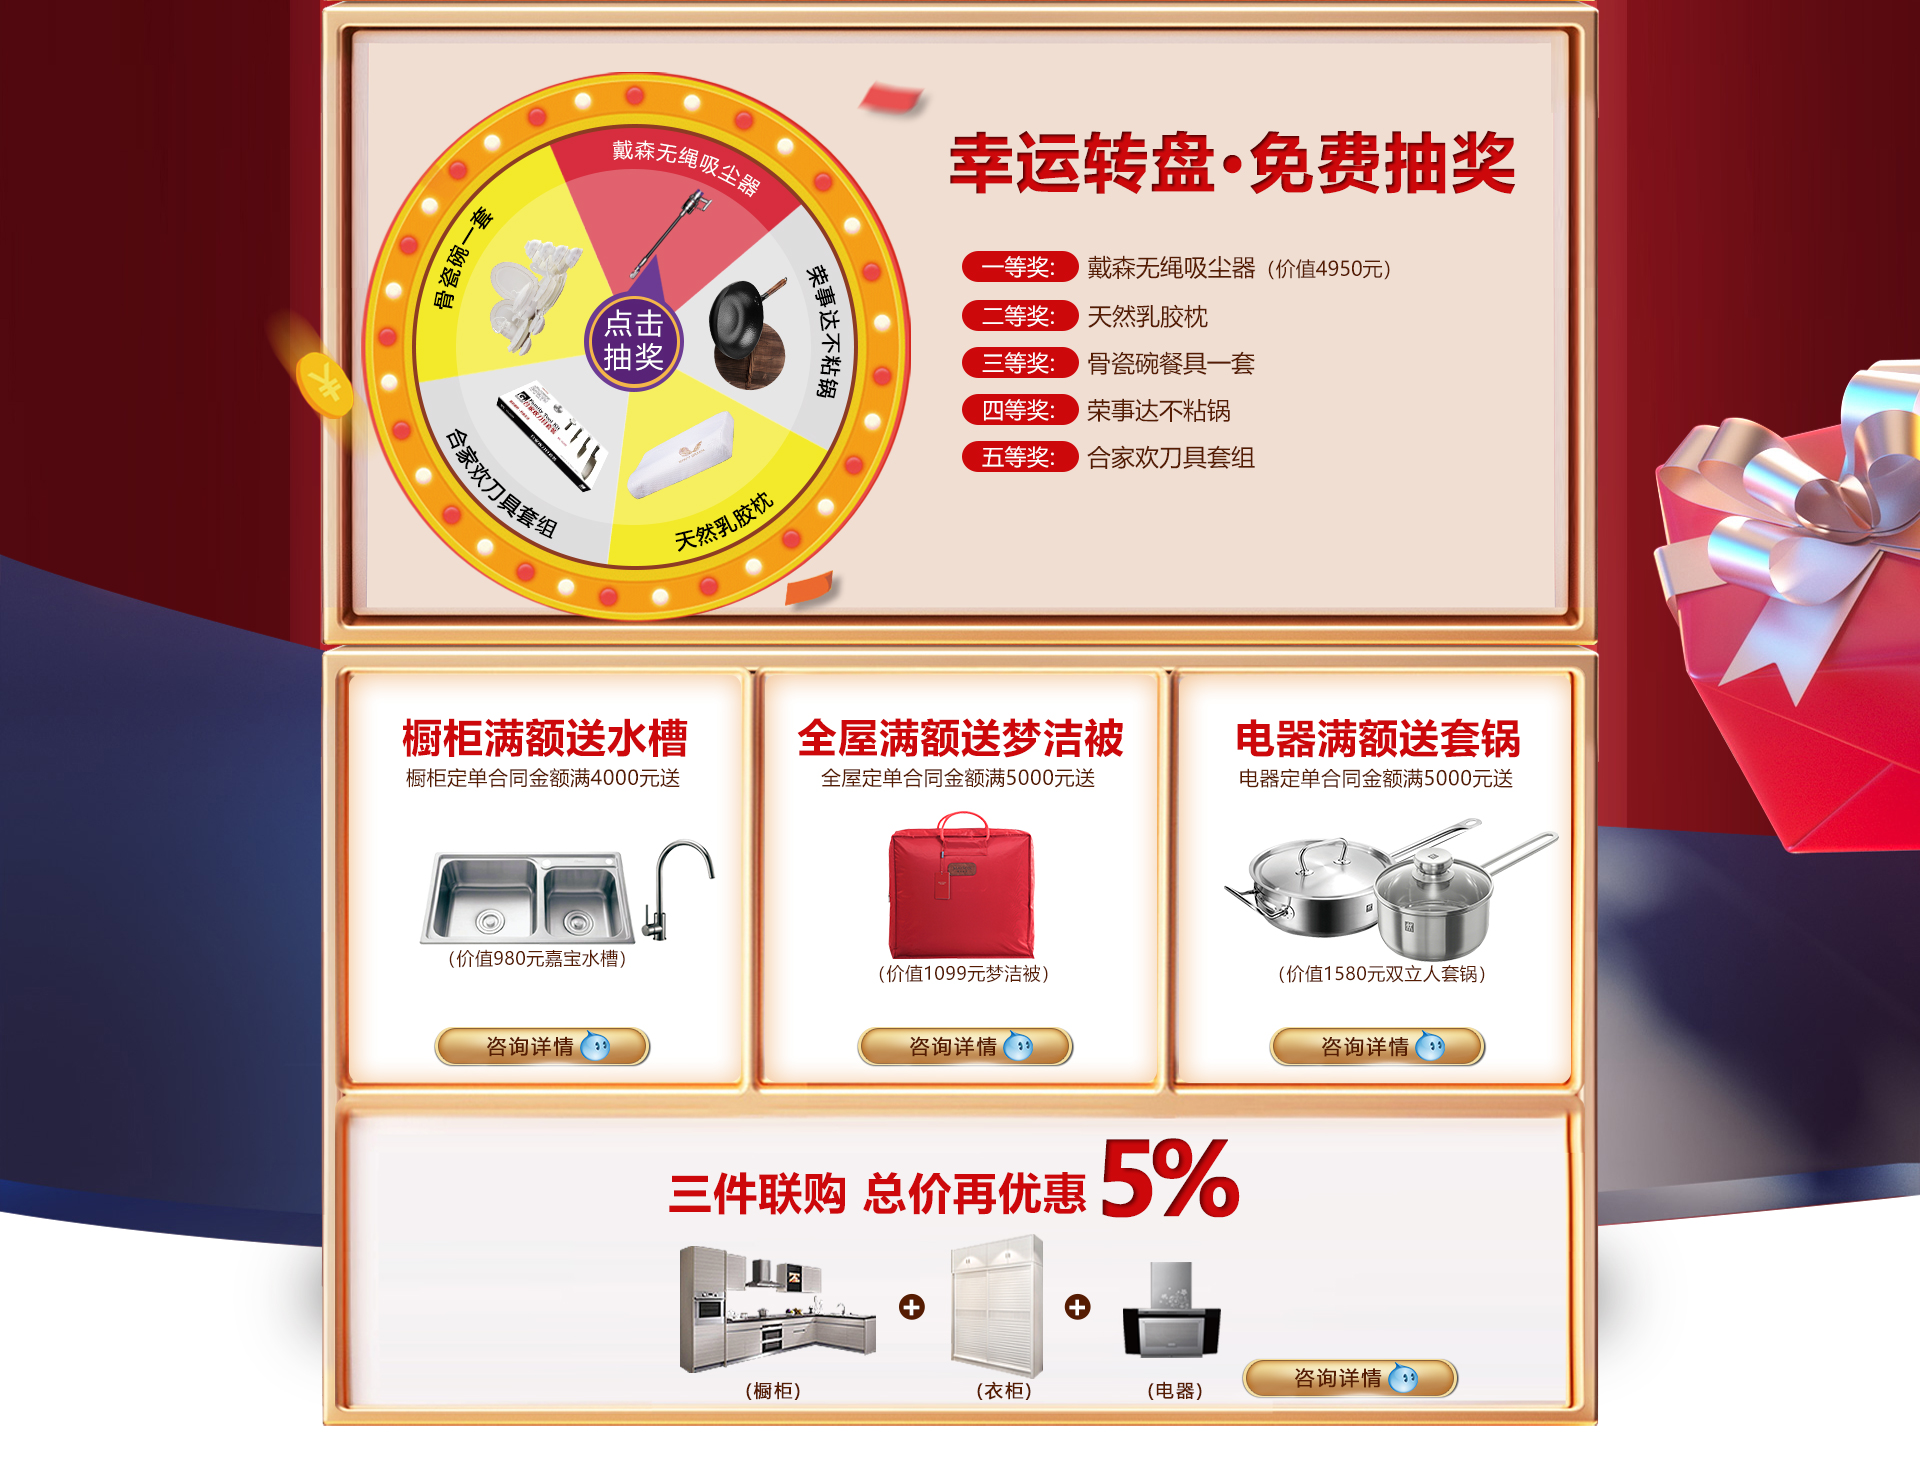 幸运转盘·免费抽奖
戴森无绳吸尘器
荣事达不粘锅
天然乳胶枕
合家欢刀具套组
骨瓷碗一套
点击
抽奖
一等奖: 戴森无绳吸尘器（价值4950元）
二等奖: 天然乳胶枕
三等奖: 骨瓷碗餐具一套
四等奖: 荣事达不粘锅
五等奖: 合家欢刀具套组
橱柜满额送水槽
橱柜定单合同金额满4000元送
（价值980元嘉宝水槽）
咨询详情
全屋满额送梦洁被
全屋定单合同金额满5000元送
（价值1099元梦洁被）
咨询详情
电器满额送套锅
电器定单合同金额满5000元送
（价值1580元双立人套锅）
咨询详情
三件联购 总价再优惠 5%
(橱柜)
(衣柜)
(电器)
咨询详情